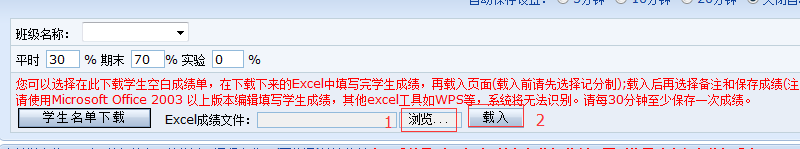 自动保存设置: 5分钟 10分钟 20分钟 关闭自
班级名称:
平时 30 % 期末 70 % 实验 0 %
您可以选择在此下载学生空白成绩单，在下载下来的Excel中填写完学生成绩，再载入页面(载入前请先选择记分制);载入后再选择备注和保存成绩(注
请使用Microsoft Office 2003 以上版本编辑填写学生成绩，其他excel工具如WPS等，系统将无法识别。请每30分钟至少保存一次成绩。
学生名单下载 Excel成绩文件: 1 浏览... 载入 2